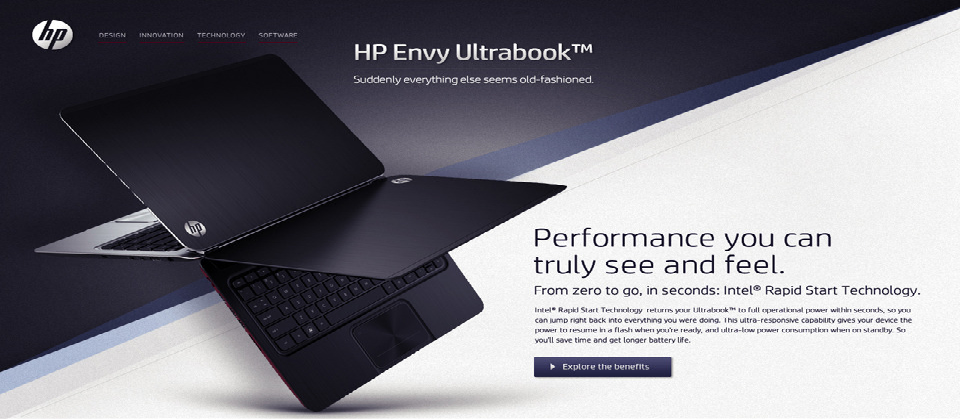 hp
DESIGN INNOVATION TECHNOLOGY SOFTWARE
HP Envy Ultrabook™
Suddenly everything else seems old-fashioned.
hp
Performance you can
truly see and feel.
From zero to go, in seconds: Intel® Rapid Start Technology.
Intel® Rapid Start Technology returns your Ultrabook™ to full operational power within seconds, so you
can jump right back into everything you were doing. This ultra-responsive capability gives your device the
power to resume in a flash when you're ready, and ultra-low power consumption when on standby. So
you'll save time and get longer battery life.
Explore the benefits